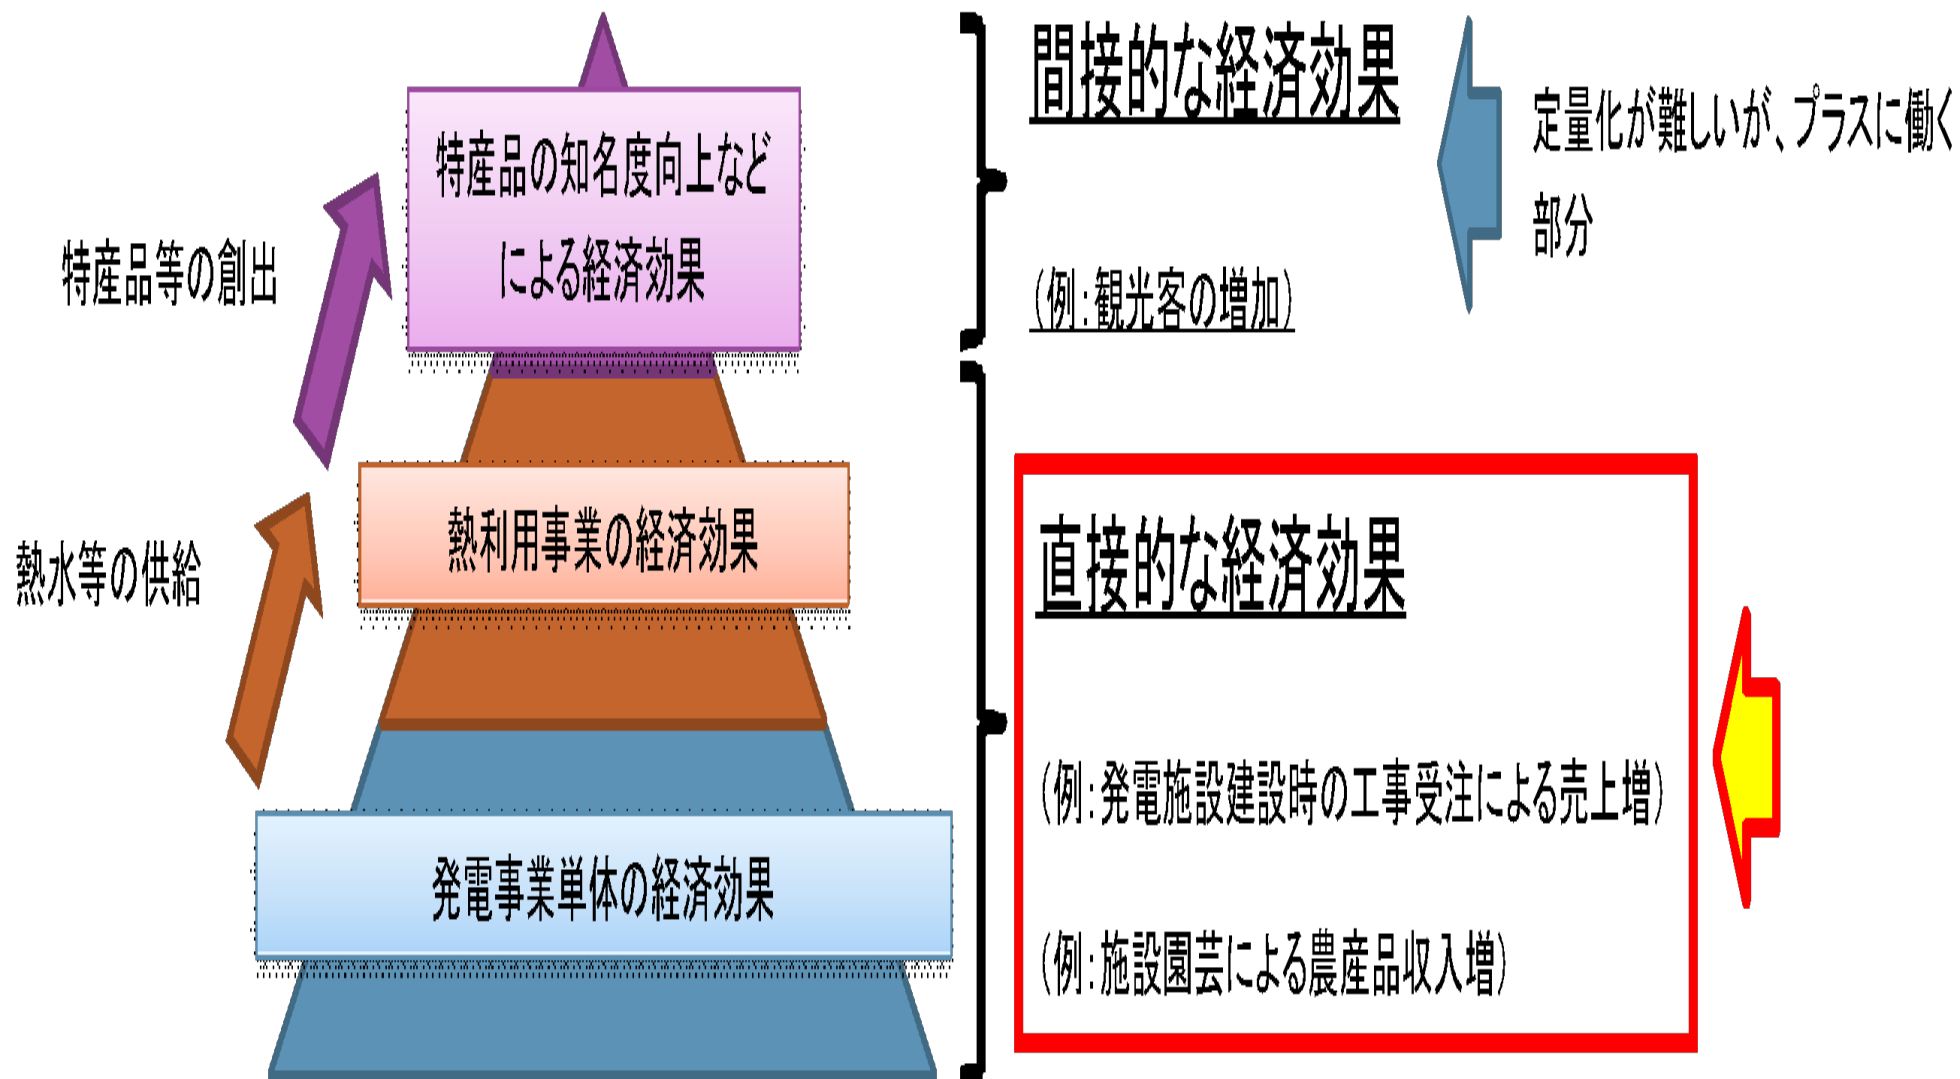 特産品の知名度向上など
による経済効果
特産品等の創出
熱利用事業の経済効果
熱水等の供給
発電事業単体の経済効果
間接的な経済効果
（例：観光客の増加）
定量化が難しいが、プラスに働く
部分
直接的な経済効果
（例：発電施設建設時の工事受注による売上増）
（例：施設園芸による農産品収入増）